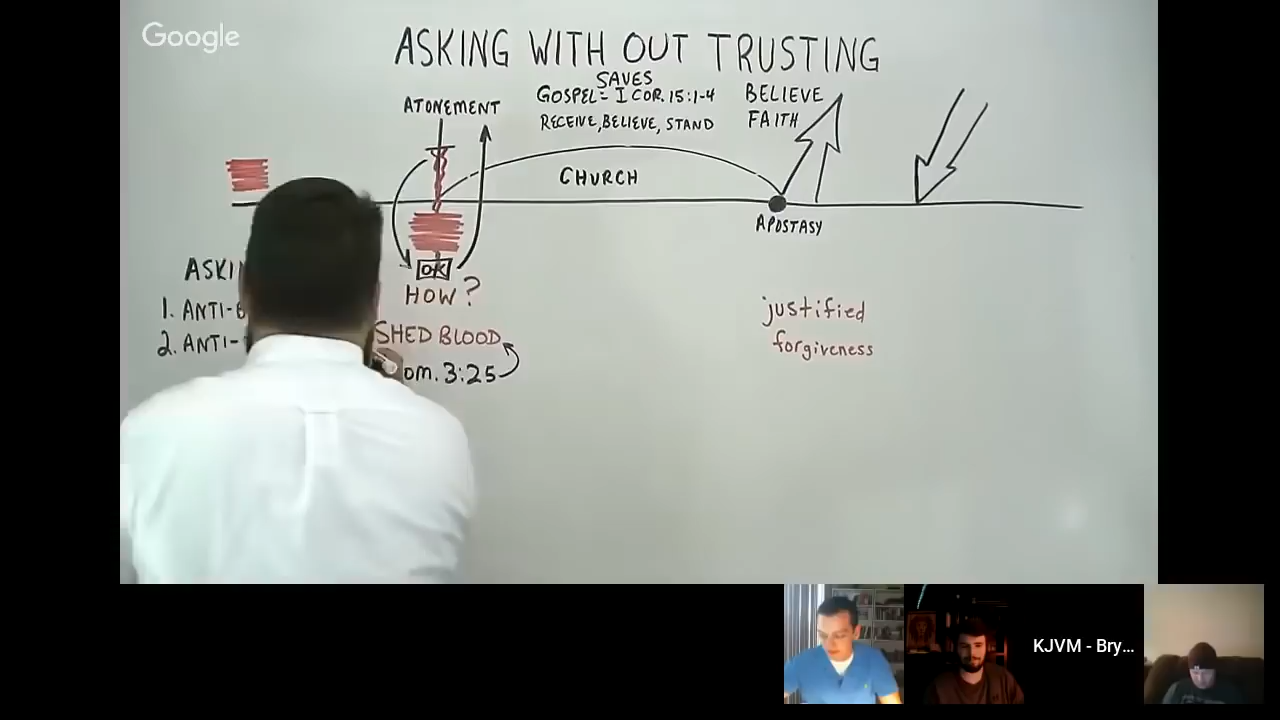 Google
ASKING WITH OUT TRUSTING
SAVES
GOSPEL= I COR. 15:1-4
RECEIVE, BELIEVE, STAND
BELIEVE
FAITH
ATONEMENT
CHURCH
APOSTASY
OK
HOW?
SHED BLOOD
om. 3:25
ASKI
1. ANTI-
2. ANTI-
justified
forgiveness
KJVM - Bry...